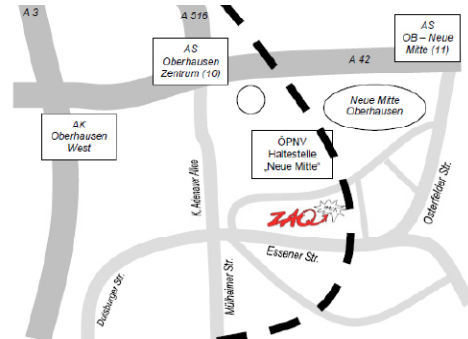 A 3
A 516
AS
OB – Neue
Mitte (11)
AS
Oberhausen
Zentrum (10)
A 42
Neue Mitte
Oberhausen
AK
Oberhausen
West
ÖPNV
Haltestelle
„Neue Mitte“
K. Adenauer Allee
Osterfelder Str.
ZAQ
Essener Str.
Duisburger Str.
Mülheimer Str.